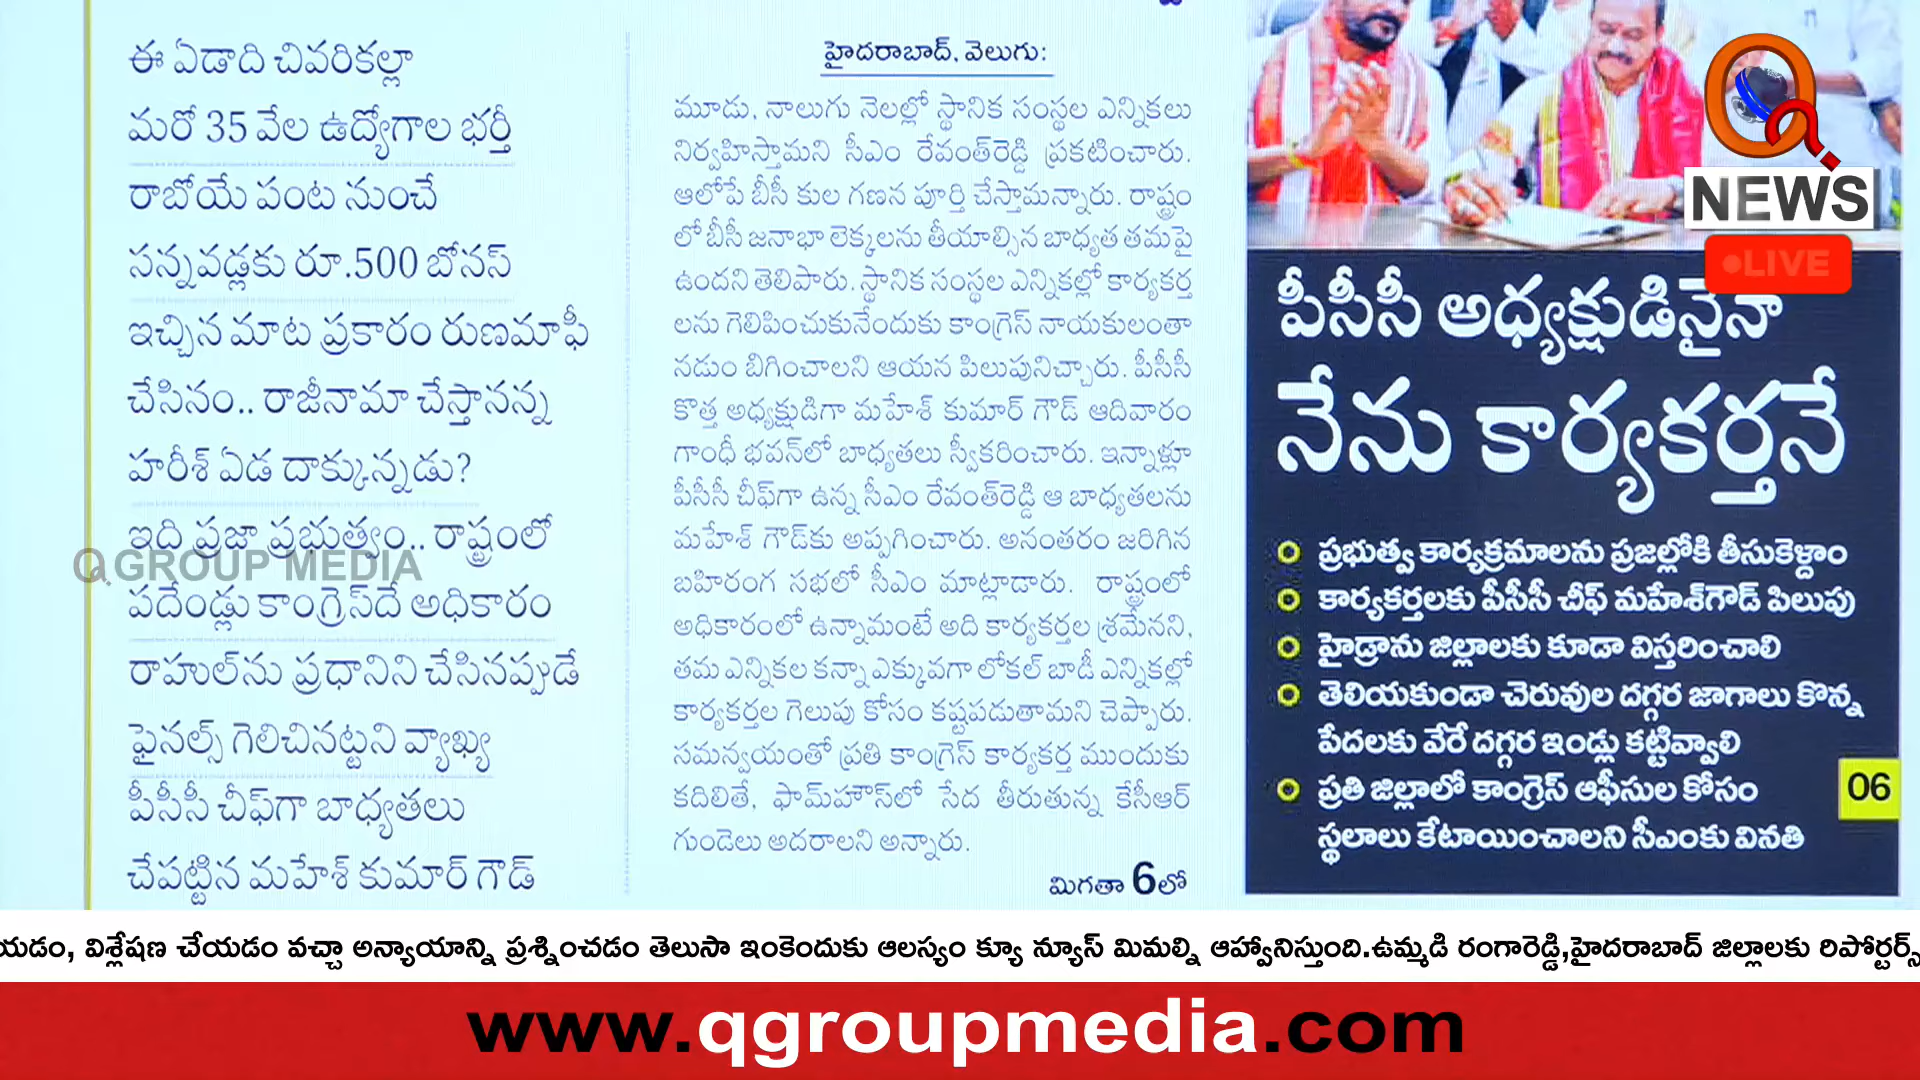 ఈ ఏడాది చివరికల్లా
మరో 35 వేల ఉద్యోగాల భర్తీ
రాబోయే పంట నుంచే
సన్నవడ్లకు రూ.500 బోనస్
ఇచ్చిన మాట ప్రకారం రుణమాఫీ
చేసినం.. రాజీనామా చేస్తానన్న
హరీశ్ ఏడ దాక్కున్నడు?
ఇది ప్రజా ప్రభుత్వం.. రాష్ట్రంలో
పదేండ్లు కాంగ్రెస్‌దే అధికారం
రాహుల్‌ను ప్రధానిని చేసినప్పుడే
ఫైనల్స్ గెలిచినట్టని వ్యాఖ్య
పీసీసీ చీఫ్‌గా బాధ్యతలు
చేపట్టిన మహేశ్ కుమార్ గౌడ్
హైదరాబాద్, వెలుగు:
మూడు, నాలుగు నెలల్లో స్థానిక సంస్థల ఎన్నికలు
నిర్వహిస్తామని సీఎం రేవంత్‌రెడ్డి ప్రకటించారు.
ఆలోపే బీసీ కుల గణన పూర్తి చేస్తామన్నారు. రాష్ట్రం
లో బీసీ జనాభా లెక్కలను తీయాల్సిన బాధ్యత తమపై
ఉందని తెలిపారు. స్థానిక సంస్థల ఎన్నికల్లో కార్యకర్త
లను గెలిపించుకునేందుకు కాంగ్రెస్ నాయకులంతా
నడుం బిగించాలని ఆయన పిలుపునిచ్చారు. పీసీసీ
కొత్త అధ్యక్షుడిగా మహేశ్ కుమార్ గౌడ్ ఆదివారం
గాంధీ భవన్‌లో బాధ్యతలు స్వీకరించారు. ఇన్నాళ్లూ
పీసీసీ చీఫ్‌గా ఉన్న సీఎం రేవంత్‌రెడ్డి ఆ బాధ్యతలను
మహేశ్ గౌడ్‌కు అప్పగించారు. అనంతరం జరిగిన
బహిరంగ సభలో సీఎం మాట్లాడారు. రాష్ట్రంలో
అధికారంలో ఉన్నామంటే అది కార్యకర్తల శ్రమేనని,
తమ ఎన్నికల కన్నా ఎక్కువగా లోకల్ బాడీ ఎన్నికల్లో
కార్యకర్తల గెలుపు కోసం కష్టపడుతామని చెప్పారు.
సమన్వయంతో ప్రతి కాంగ్రెస్ కార్యకర్త ముందుకు
కదిలితే, ఫామ్‌హౌస్‌లో సేద తీరుతున్న కేసీఆర్
గుండెలు అదరాలని అన్నారు.
మిగతా 6లో
పీసీసీ అధ్యక్షుడినైనా
నేను కార్యకర్తనే
ప్రభుత్వ కార్యక్రమాలను ప్రజల్లోకి తీసుకెళ్దాం
కార్యకర్తలకు పీసీసీ చీఫ్ మహేశ్‌గౌడ్ పిలుపు
హైడ్రాను జిల్లాలకు కూడా విస్తరించాలి
తెలియకుండా చెరువుల దగ్గర జాగాలు కొన్న
పేదలకు వేరే దగ్గర ఇండ్లు కట్టివ్వాలి
ప్రతి జిల్లాలో కాంగ్రెస్ ఆఫీసుల కోసం
స్థలాలు కేటాయించాలని సీఎంకు వినతి
06
Q
NEWS
LIVE
Q GROUP MEDIA
యడం, విశ్లేషణ చేయడం వచ్చా అన్యాయాన్ని ప్రశ్నించడం తెలుసా ఇంకెందుకు ఆలస్యం క్యూ న్యూస్ మిమల్ని ఆహ్వానిస్తుంది.ఉమ్మడి రంగారెడ్డి,హైదరాబాద్ జిల్లాలకు రిపోర్టర్స్
www.qgroupmedia.com